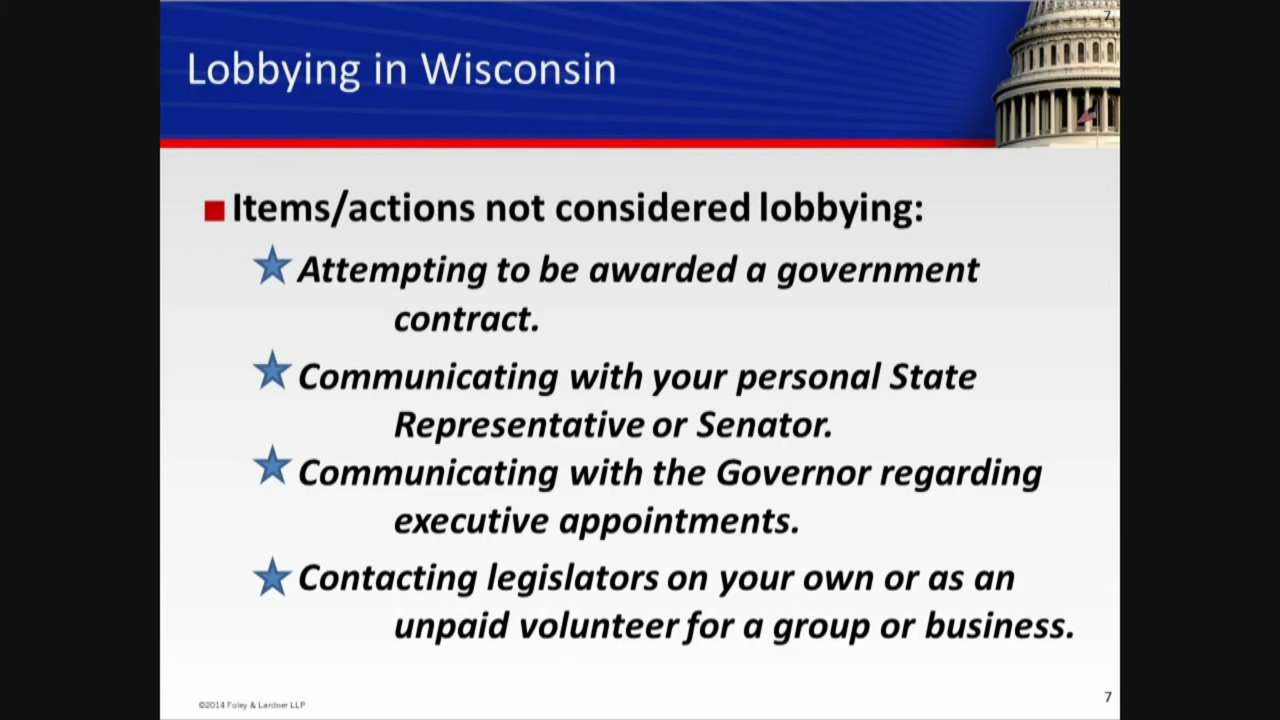 7
Lobbying in Wisconsin
Items/actions not considered lobbying:
Attempting to be awarded a government
contract.
Communicating with your personal State
Representative or Senator.
Communicating with the Governor regarding
executive appointments.
Contacting legislators on your own or as an
unpaid volunteer for a group or business.
©2014 Foley & Lardner LLP
7